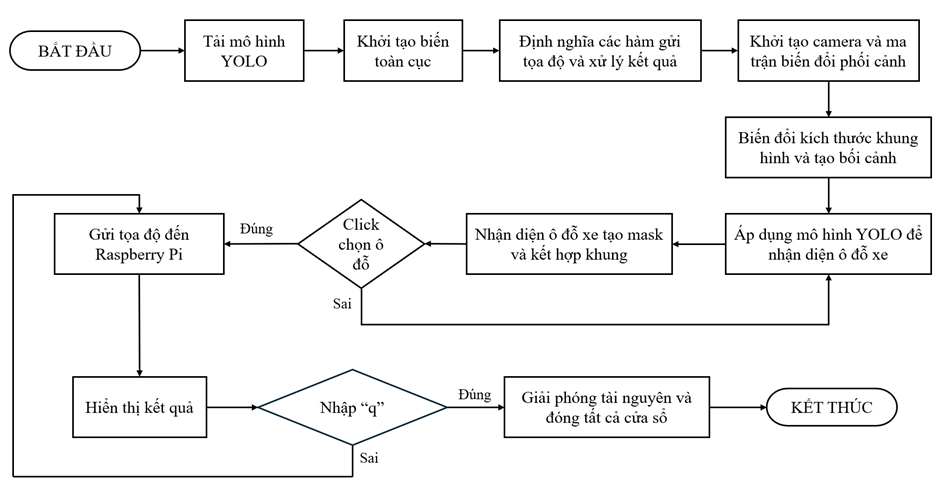 BẮT ĐẦU
Tải mô hình
YOLO
Khởi tạo biến
toàn cục
Định nghĩa các hàm gửi
tọa độ và xử lý kết quả
Khởi tạo camera và ma
trận biến đổi phối cảnh
Biến đổi kích thước khung
hình và tạo bối cảnh
Áp dụng mô hình YOLO để
nhận diện ô đỗ xe
Nhận diện ô đỗ xe tạo mask
và kết hợp khung
Click
chọn ô
đỗ
Đúng
Sai
Gửi tọa độ đến
Raspberry Pi
Hiển thị kết quả
Nhập “q”
Đúng
Sai
Giải phóng tài nguyên và
đóng tất cả cửa sổ
KẾT THÚC